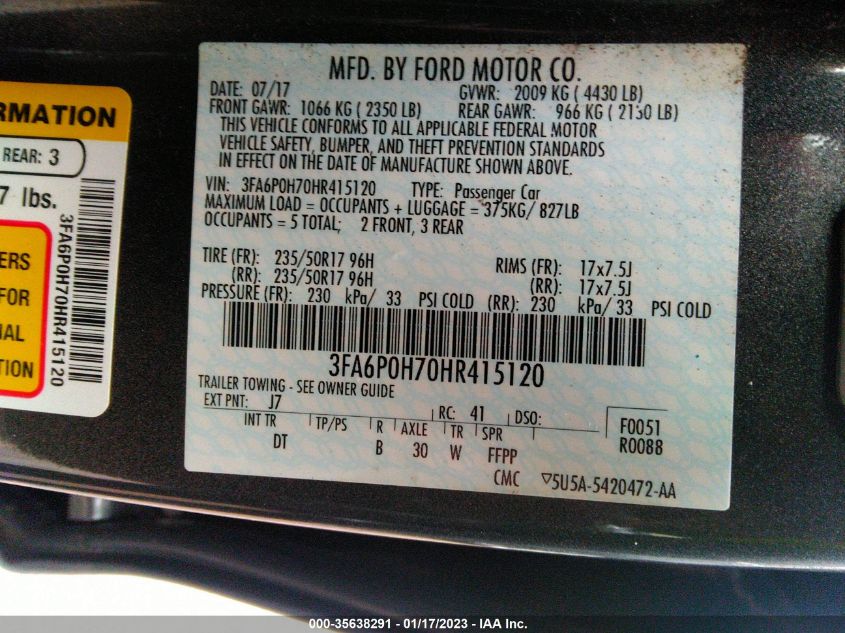 RMATION
REAR: 3
7 lbs.
3FA6P0H70HR415120
ERS
FOR
IAL
TION
MFD. BY FORD MOTOR CO.
DATE: 07/17 GVWR: 2009 KG ( 4430 LB)
FRONT GAWR: 1066 KG ( 2350 LB) REAR GAWR: 966 KG ( 2130 LB)
THIS VEHICLE CONFORMS TO ALL APPLICABLE FEDERAL MOTOR
VEHICLE SAFETY, BUMPER, AND THEFT PREVENTION STANDARDS
IN EFFECT ON THE DATE OF MANUFACTURE SHOWN ABOVE.
VIN: 3FA6P0H70HR415120 TYPE: Passenger Car
MAXIMUM LOAD = OCCUPANTS + LUGGAGE = 375KG/ 827LB
OCCUPANTS = 5 TOTAL; 2 FRONT, 3 REAR
TIRE (FR): 235/50R17 96H RIMS (FR): 17x7.5J
(RR): 235/50R17 96H (RR): 17x7.5J
PRESSURE (FR): 230 kPa/ 33 PSI COLD (RR): 230 kPa/ 33 PSI COLD
3FA6P0H70HR415120
TRAILER TOWING - SEE OWNER GUIDE
EXT PNT: J7 RC: 41 DSO: F0051
INT TR TP/PS R AXLE TR SPR R0088
DT B 30 W FFPP
CMC ▽5U5A-5420472-AA
000-35638291 - 01/17/2023 - IAA Inc.